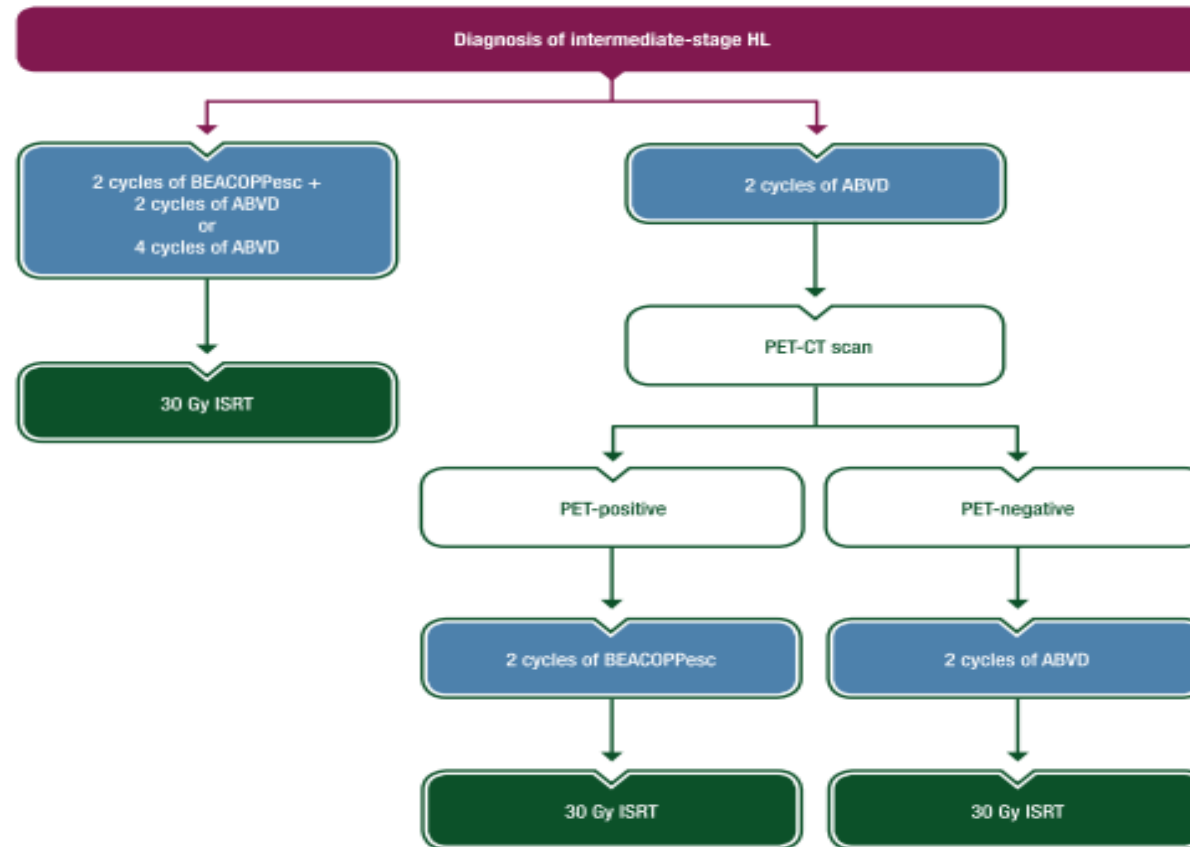 Diagnosis of intermediate-stage HL
2 cycles of BEACOPPesc +
2 cycles of ABVD
or
4 cycles of ABVD
2 cycles of ABVD
PET-CT scan
30 Gy ISRT
PET-positive
PET-negative
2 cycles of BEACOPPesc
2 cycles of ABVD
30 Gy ISRT
30 Gy ISRT